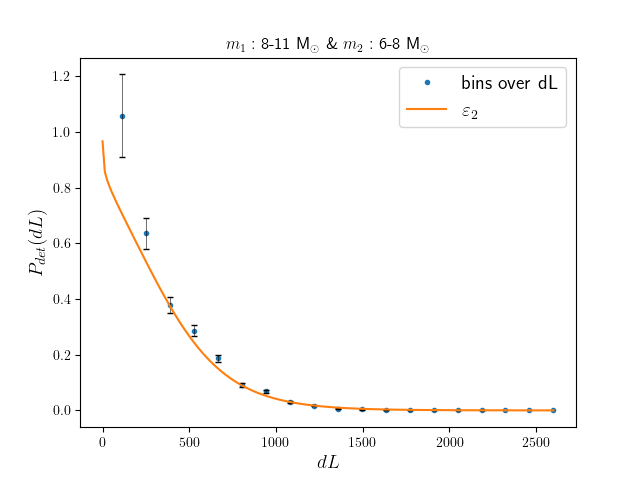 m₁ : 8-11 M⊙ & m₂ : 6-8 M⊙
bins over dL
ε₂
P_det(dL)
1.2
1.0
0.8
0.6
0.4
0.2
0.0
0 500 1000 1500 2000 2500
dL